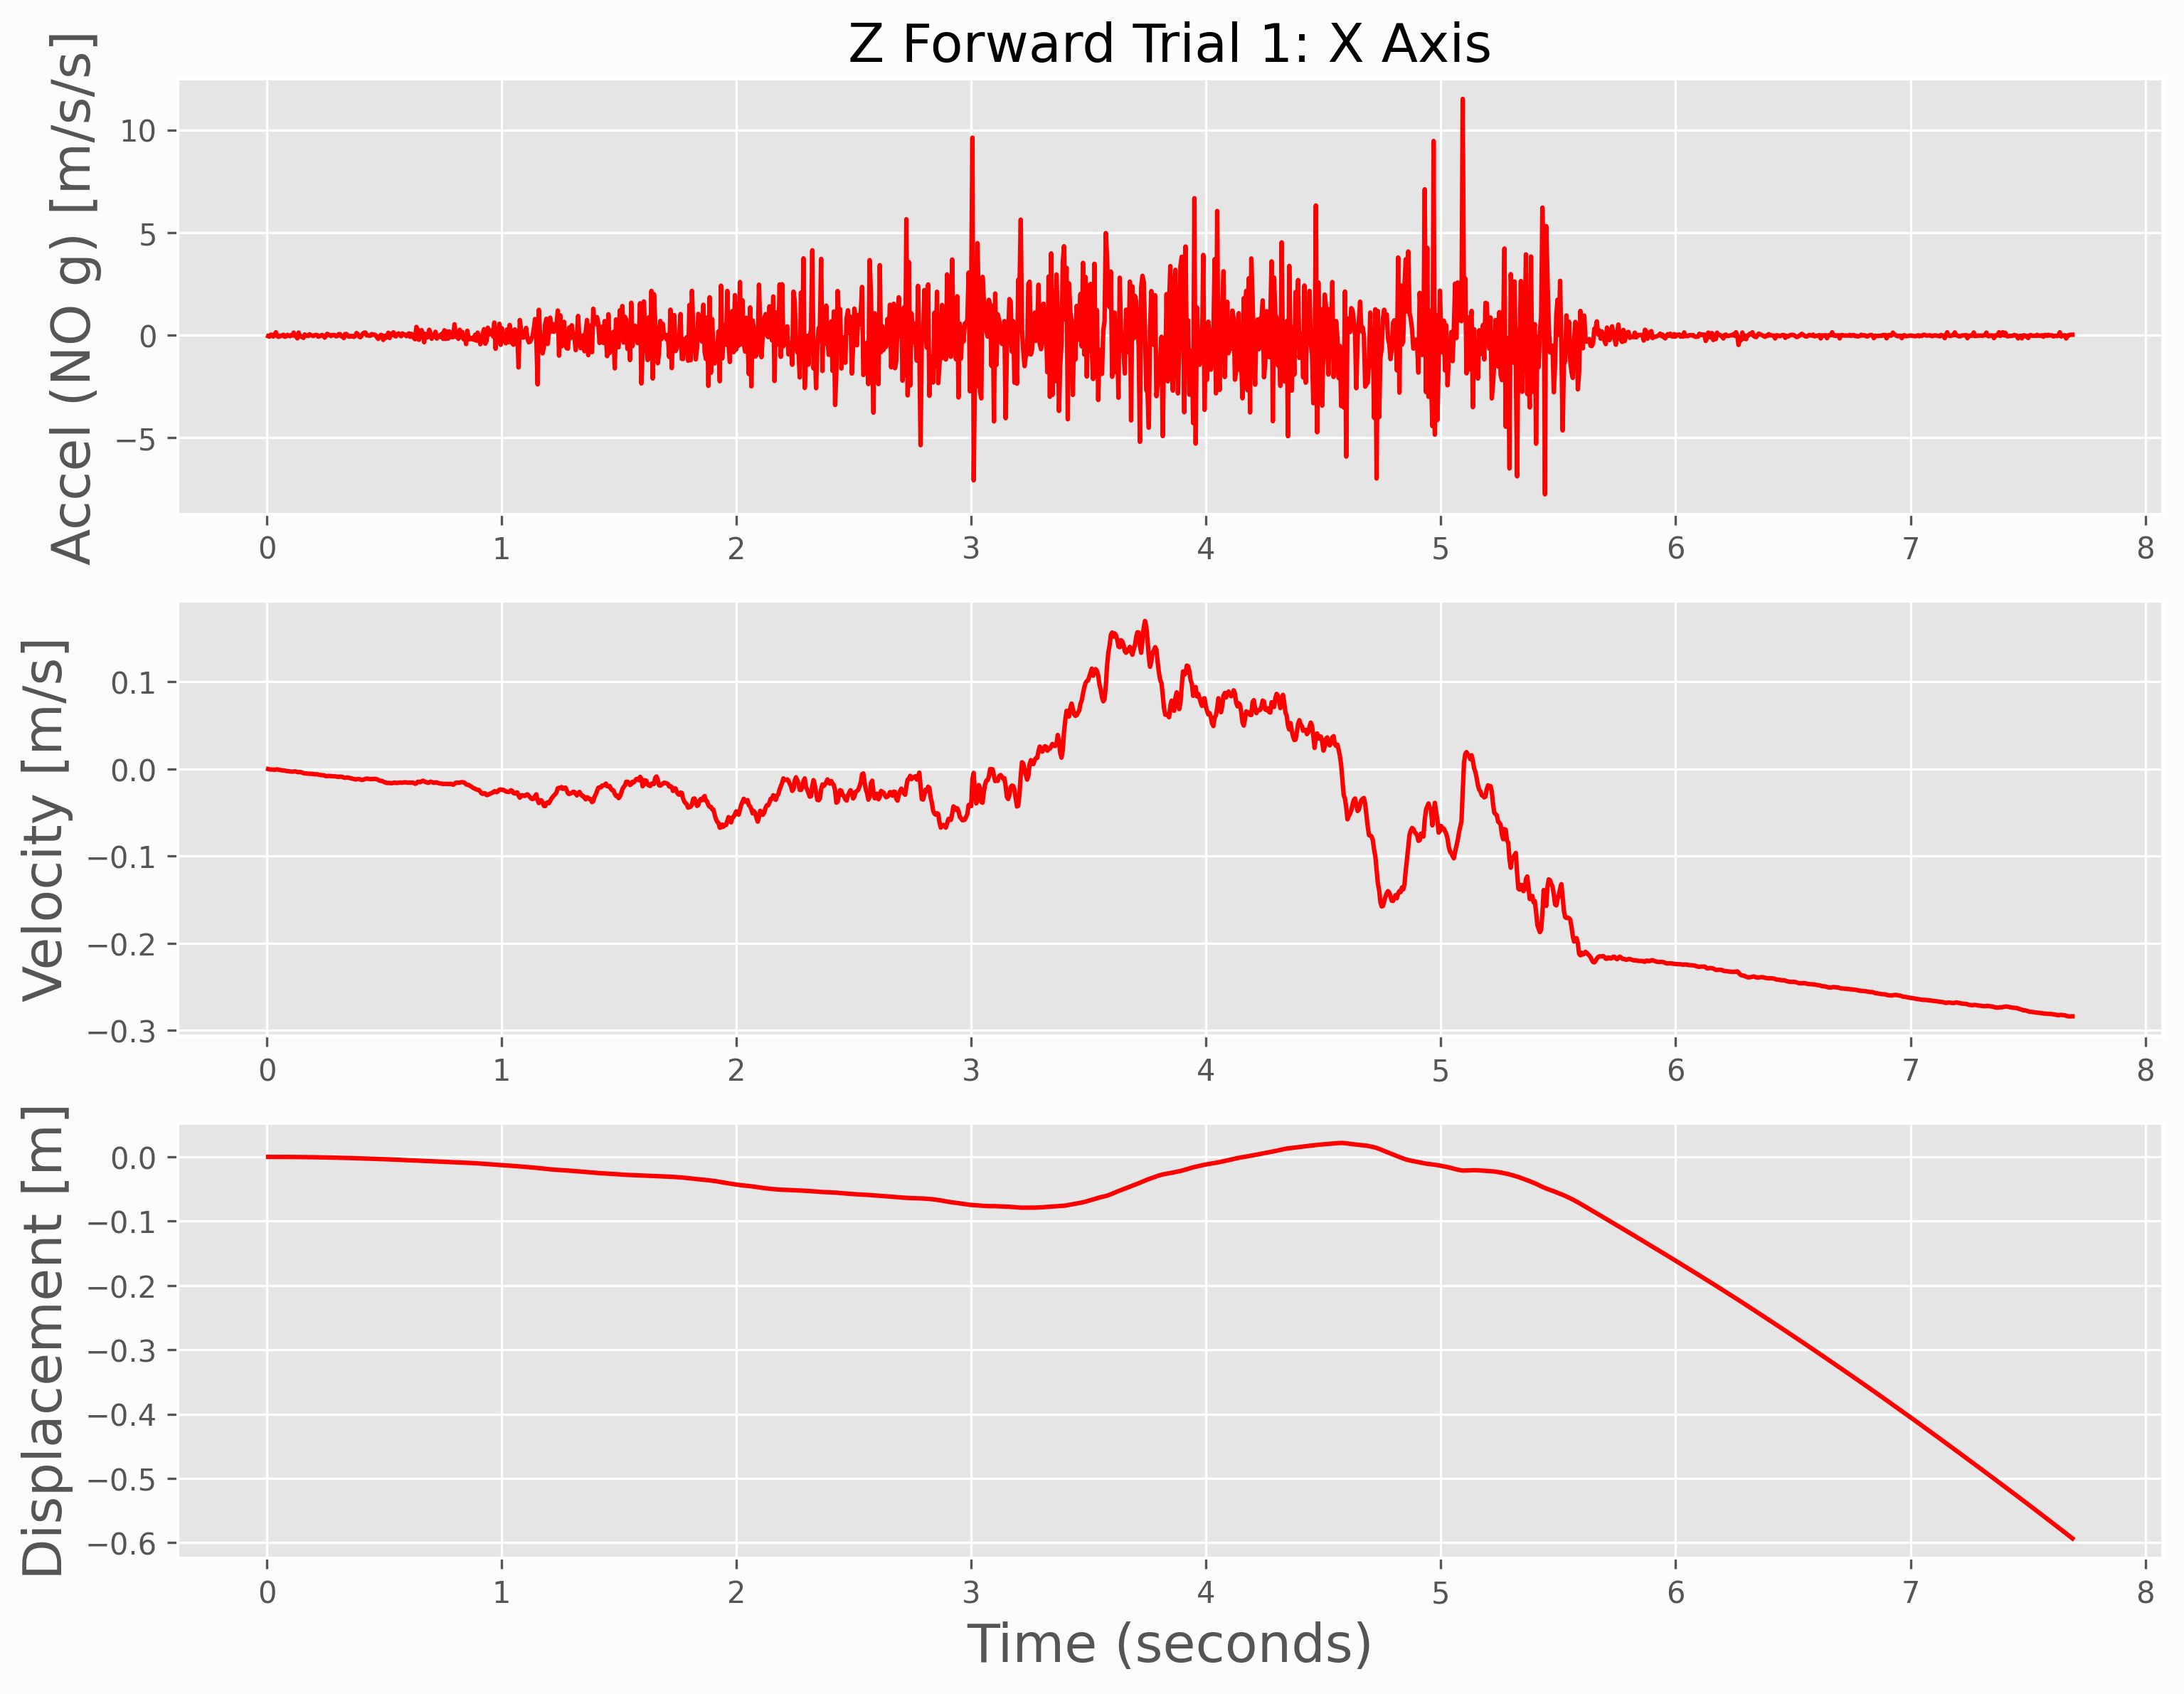 Z Forward Trial 1: X Axis
Accel (NO g) [m/s/s]
10
5
0
−5
0 1 2 3 4 5 6 7 8
Velocity [m/s]
0.1
0.0
−0.1
−0.2
−0.3
0 1 2 3 4 5 6 7 8
Displacement [m]
0.0
−0.1
−0.2
−0.3
−0.4
−0.5
−0.6
0 1 2 3 4 5 6 7 8
Time (seconds)